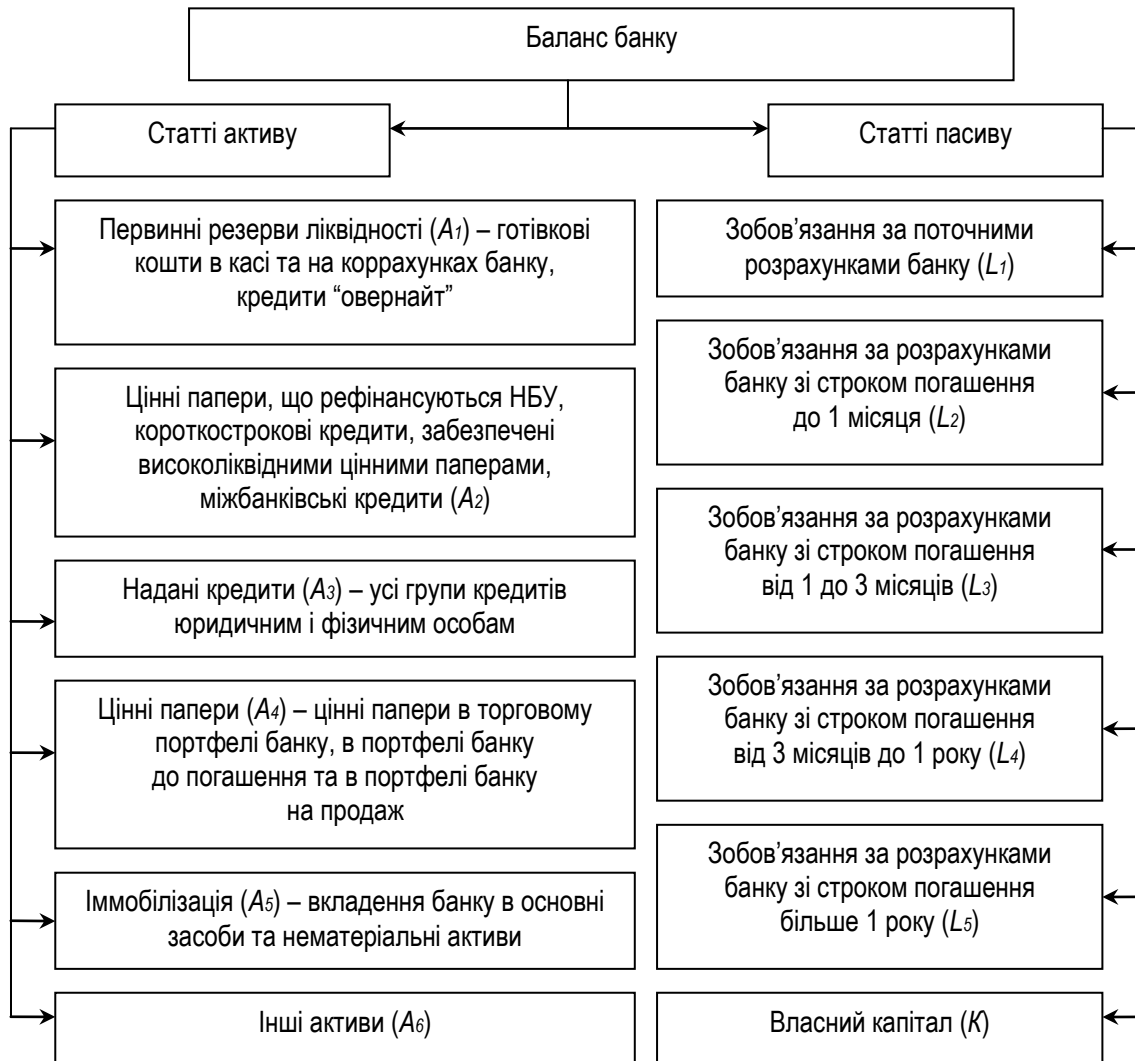 Баланс банку
Статті активу
Статті пасиву
Первинні резерви ліквідності (A1) – готівкові
кошти в касі та на коррахунках банку,
кредити “овернайт”
Цінні папери, що рефінансуються НБУ,
короткострокові кредити, забезпечені
високоліквідними цінними паперами,
міжбанківські кредити (A2)
Надані кредити (A3) – усі групи кредитів
юридичним і фізичним особам
Цінні папери (A4) – цінні папери в торговому
портфелі банку, в портфелі банку
до погашення та в портфелі банку
на продаж
Іммобілізація (A5) – вкладення банку в основні
засоби та нематеріальні активи
Інші активи (A6)
Зобов’язання за поточними
розрахунками банку (L1)
Зобов’язання за розрахунками
банку зі строком погашення
до 1 місяця (L2)
Зобов’язання за розрахунками
банку зі строком погашення
від 1 до 3 місяців (L3)
Зобов’язання за розрахунками
банку зі строком погашення
від 3 місяців до 1 року (L4)
Зобов’язання за розрахунками
банку зі строком погашення
більше 1 року (L5)
Власний капітал (К)